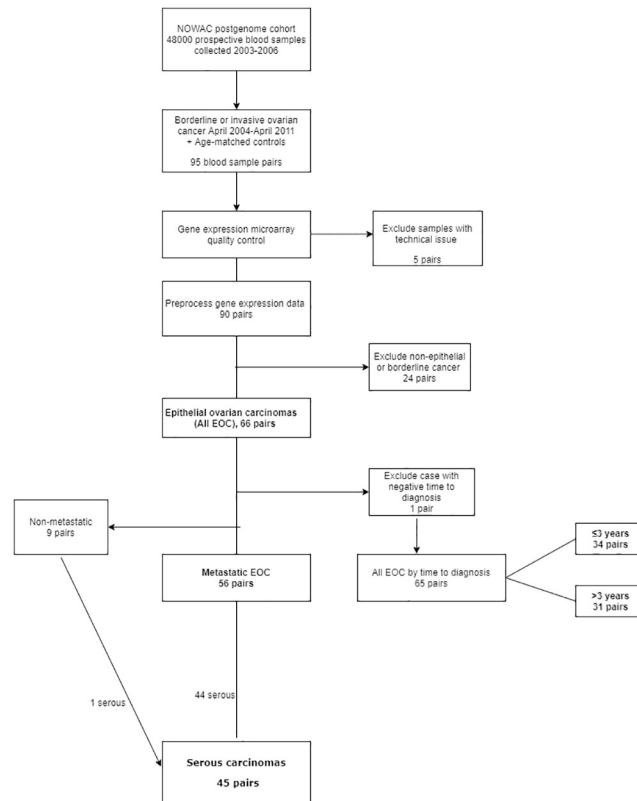 NOWAC postgenome cohort
48000 prospective blood samples
collected 2003-2006
Borderline or invasive ovarian
cancer April 2004-April 2011
+ Age-matched controls
95 blood sample pairs
Gene expression microarray
quality control
Exclude samples with
technical issue
5 pairs
Preprocess gene expression data
90 pairs
Exclude non-epithelial
or borderline cancer
24 pairs
Epithelial ovarian carcinomas
(All EOC), 66 pairs
Exclude case with
negative time to
diagnosis
1 pair
Non-metastatic
9 pairs
Metastatic EOC
56 pairs
All EOC by time to diagnosis
65 pairs
≤3 years
34 pairs
>3 years
31 pairs
1 serous
44 serous
Serous carcinomas
45 pairs